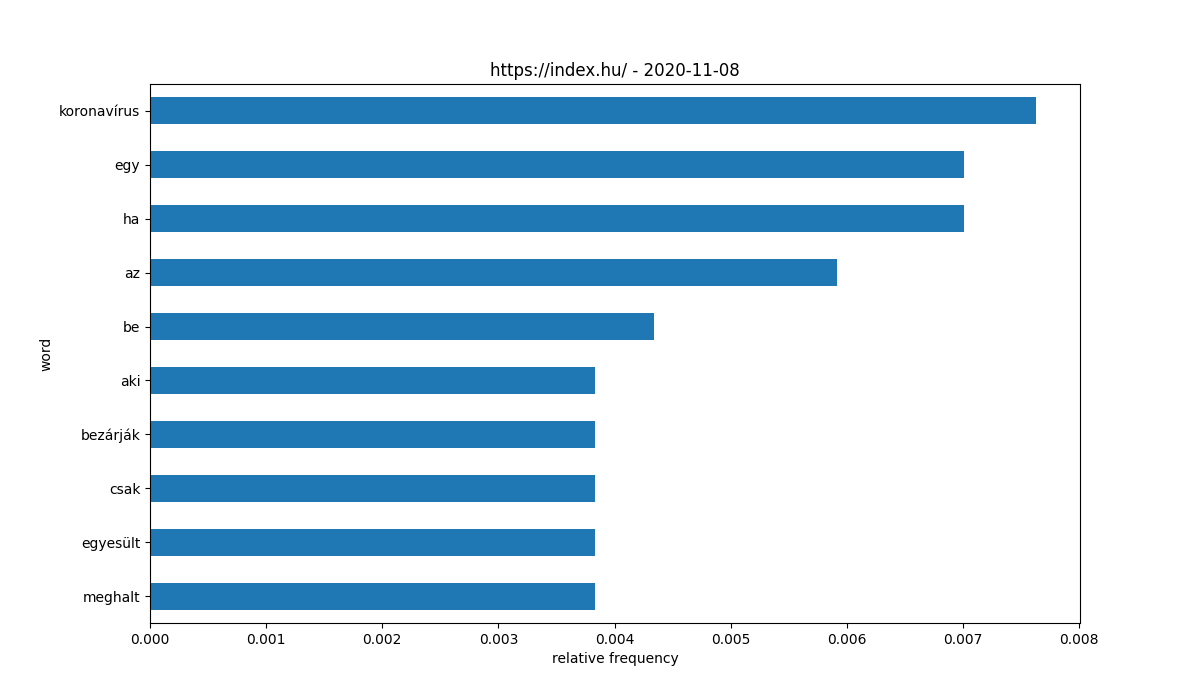 https://index.hu/ - 2020-11-08
koronavírus
egy
ha
az
be
aki
bezárják
csak
egyesült
meghalt
word
0.000 0.001 0.002 0.003 0.004 0.005 0.006 0.007 0.008
relative frequency